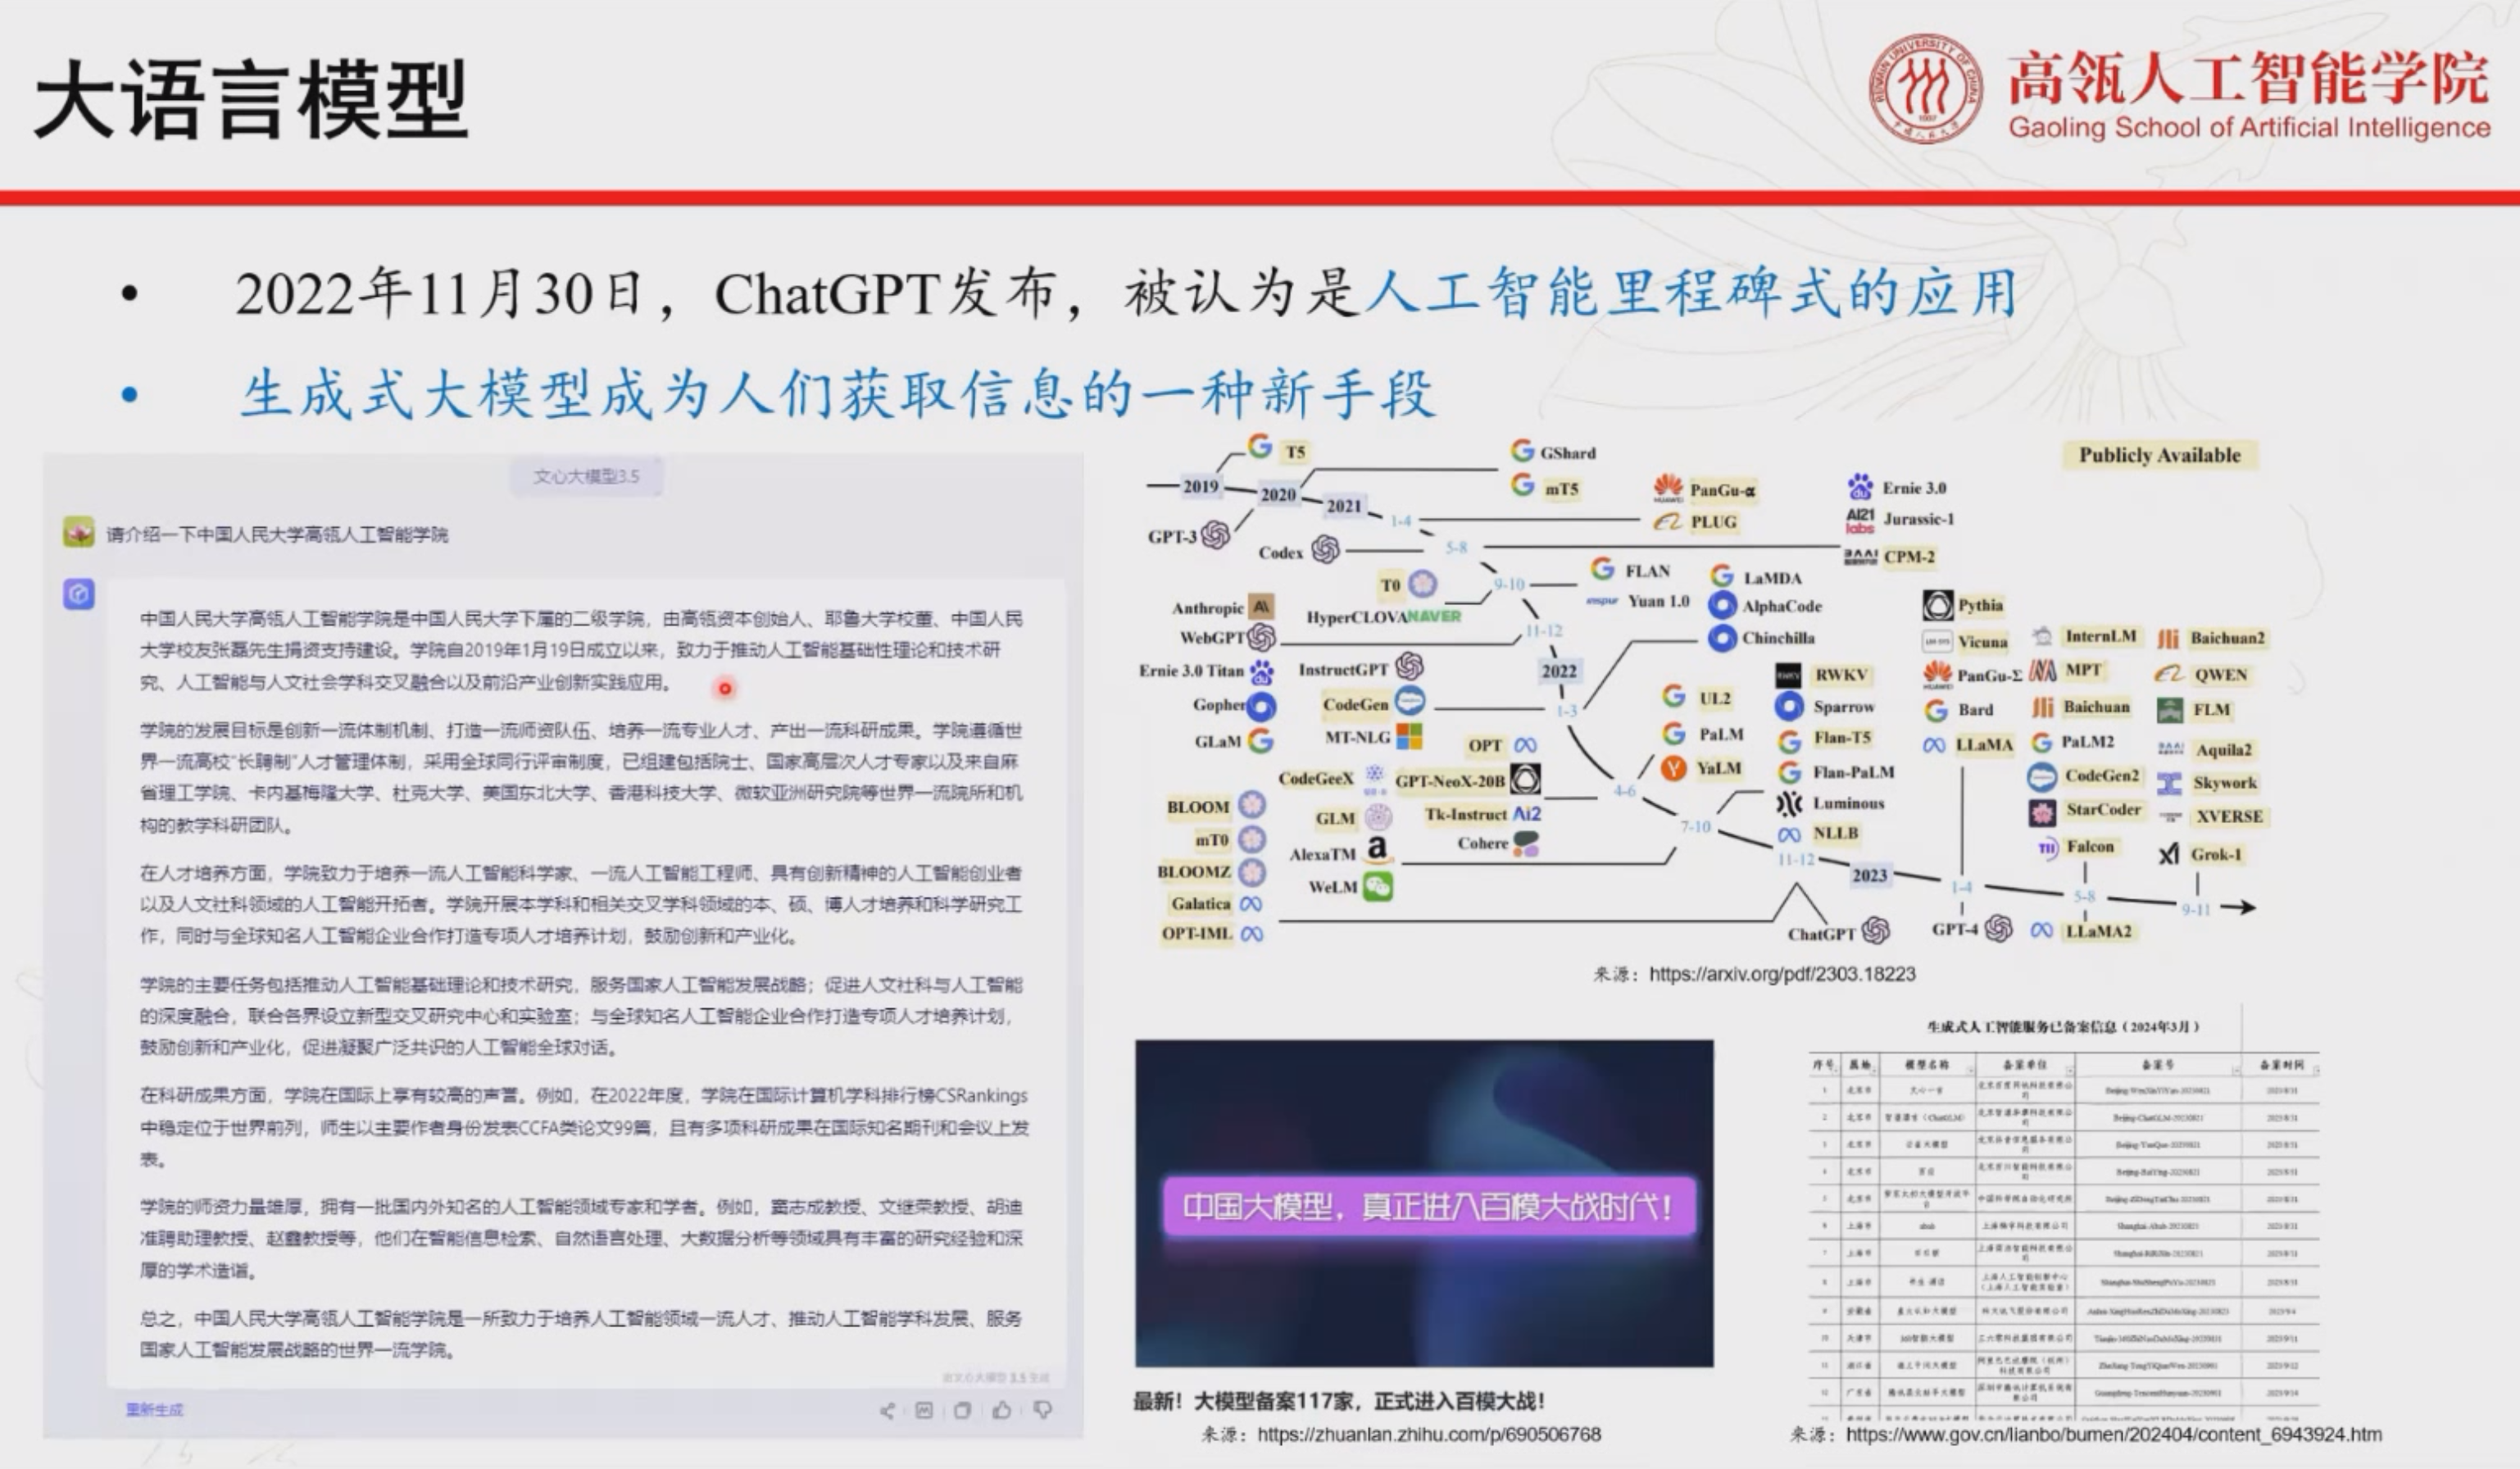 大语言模型
高瓴人工智能学院
Gaoling School of Artificial Intelligence
RENMIN UNIVERSITY OF CHINA
1937
• 2022年11月30日，ChatGPT发布，被认为是人工智能里程碑式的应用
• 生成式大模型成为人们获取信息的一种新手段
文心大模型3.5
请介绍一下中国人民大学高瓴人工智能学院
中国人民大学高瓴人工智能学院是中国人民大学下属的二级学院，由高瓴资本创始人、耶鲁大学校董、中国人民
大学校友张磊先生捐资支持建设。学院自2019年1月19日成立以来，致力于推动人工智能基础性理论和技术研
究、人工智能与人文社会学科交叉融合以及前沿产业创新实践应用。
学院的发展目标是创新一流体制机制、打造一流师资队伍、培养一流专业人才、产出一流科研成果。学院遵循世
界一流高校“长聘制”人才管理体制，采用全球同行评审制度，已组建包括院士、国家高层次人才专家以及来自麻
省理工学院、卡内基梅隆大学、杜克大学、美国东北大学、香港科技大学、微软亚洲研究院等世界一流院所和机
构的教学科研团队。
在人才培养方面，学院致力于培养一流人工智能科学家、一流人工智能工程师、具有创新精神的人工智能创业者
以及人文社科领域的人工智能开拓者。学院开展本学科和相关交叉学科领域的本、硕、博人才培养和科学研究工
作，同时与全球知名人工智能企业合作打造专项人才培养计划，鼓励创新和产业化。
学院的主要任务包括推动人工智能基础理论和技术研究，服务国家人工智能发展战略；促进人文社科与人工智能
的深度融合，联合各界设立新型交叉研究中心和实验室；与全球知名人工智能企业合作打造专项人才培养计划，
鼓励创新和产业化，促进凝聚广泛共识的人工智能全球对话。
在科研成果方面，学院在国际上享有较高的声誉。例如，在2022年度，学院在国际计算机学科排行榜CSRankings
中稳定位于世界前列，师生以主要作者身份发表CCFA类论文99篇，且有多项科研成果在国际知名期刊和会议上发
表。
学院的师资力量雄厚，拥有一批国内外知名的人工智能领域专家和学者。例如，窦志成教授、文继荣教授、胡迪
准聘助理教授、赵鑫教授等，他们在智能信息检索、自然语言处理、大数据分析等领域具有丰富的研究经验和深
厚的学术造诣。
总之，中国人民大学高瓴人工智能学院是一所致力于培养人工智能领域一流人才、推动人工智能学科发展、服务
国家人工智能发展战略的世界一流学院。
由文心大模型 3.5 生成
重新生成
Publicly Available
T5
GShard
2019
2020
mT5
PanGu-α
Ernie 3.0
2021
1-4
PLUG
AI21 labs
Jurassic-1
GPT-3
Codex
5-8
CPM-2
T0
9-10
FLAN
LaMDA
Anthropic
HyperCLOVA NAVER
inspur
Yuan 1.0
AlphaCode
Pythia
WebGPT
11-12
Chinchilla
Vicuna
InternLM
Baichuan2
Ernie 3.0 Titan
InstructGPT
2022
RWKV
PanGu-Σ
MPT
QWEN
Gopher
CodeGen
1-3
UL2
Sparrow
Bard
Baichuan
FLM
GLaM
MT-NLG
OPT
PaLM
Flan-T5
LLaMA
PaLM2
Aquila2
CodeGeeX
GPT-NeoX-20B
YaLM
Flan-PaLM
CodeGen2
Skywork
BLOOM
GLM
Tk-Instruct
Ai2
4-6
Luminous
StarCoder
XVERSE
mT0
AlexaTM
Cohere
7-10
NLLB
TII
Falcon
Grok-1
BLOOMZ
WeLM
11-12
2023
1-4
5-8
9-11
Galatica
OPT-IML
ChatGPT
GPT-4
LLaMA2
来源：https://arxiv.org/pdf/2303.18223
中国大模型，真正进入百模大战时代！
最新！大模型备案117家，正式进入百模大战！
来源：https://zhuanlan.zhihu.com/p/690506768
生成式人工智能服务已备案信息（2024年3月）
序号 属地 模型名称 备案单位 备案号 备案时间
来源：https://www.gov.cn/lianbo/bumen/202404/content_6943924.htm